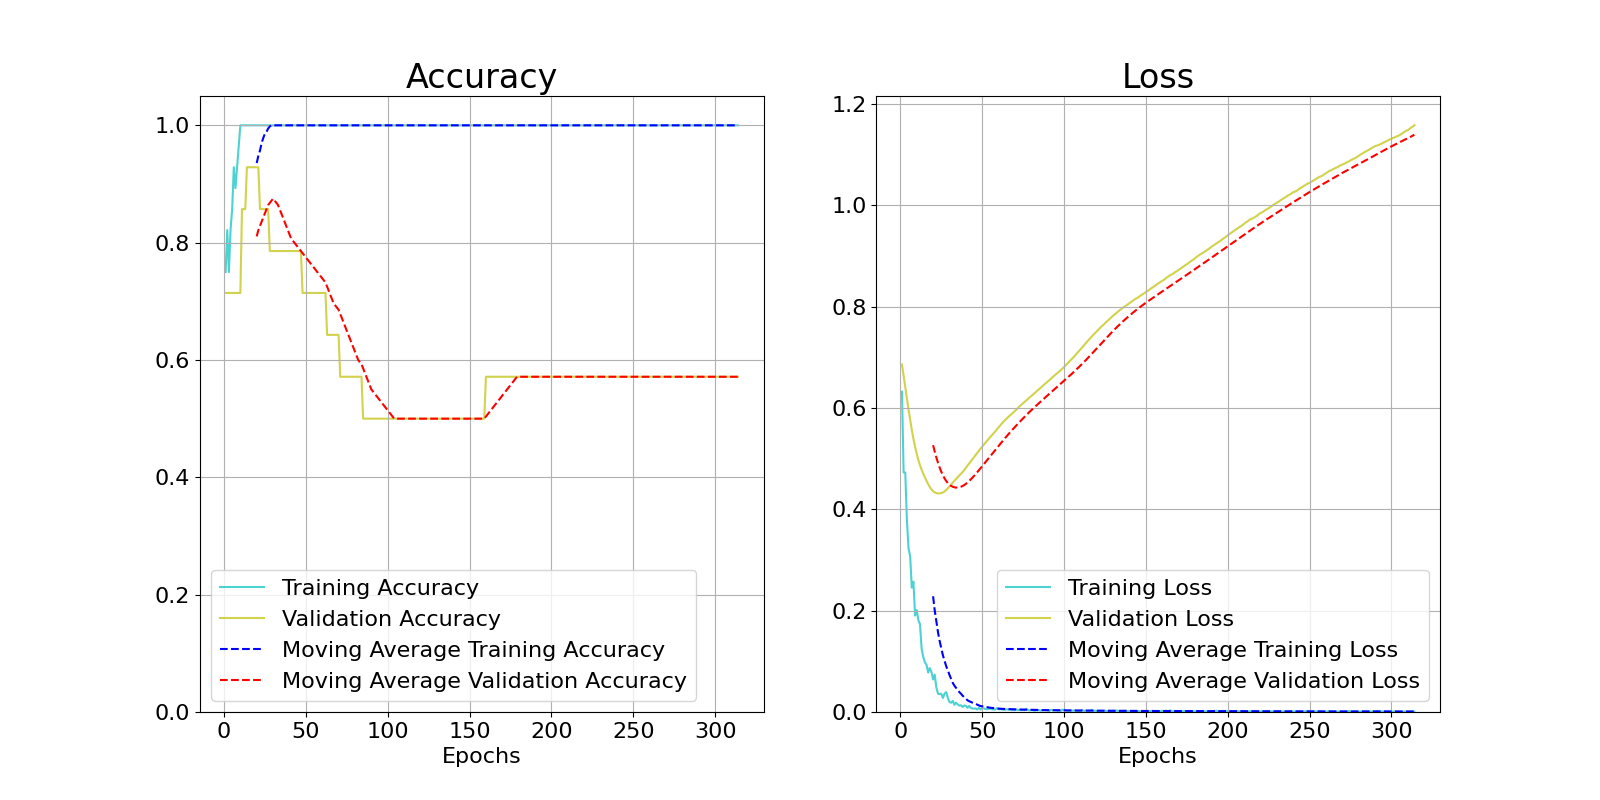 Accuracy
1.0
0.8
0.6
0.4
0.2
0.0
0 50 100 150 200 250 300
Epochs
Training Accuracy
Validation Accuracy
Moving Average Training Accuracy
Moving Average Validation Accuracy
Loss
1.2
1.0
0.8
0.6
0.4
0.2
0.0
0 50 100 150 200 250 300
Epochs
Training Loss
Validation Loss
Moving Average Training Loss
Moving Average Validation Loss